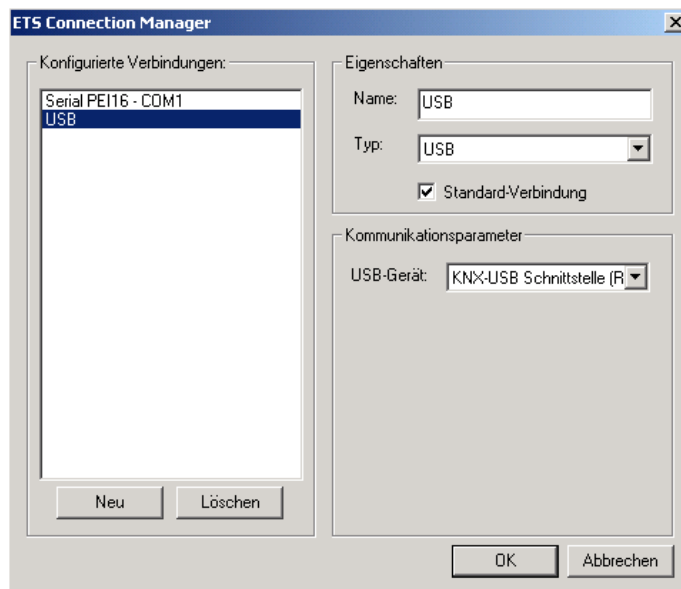 ETS Connection Manager
Konfigurierte Verbindungen:
Serial PEI16 - COM1
USB
Neu
Löschen
Eigenschaften
Name: USB
Typ: USB
Standard-Verbindung
Kommunikationsparameter
USB-Gerät: KNX-USB Schnittstelle (R
OK
Abbrechen